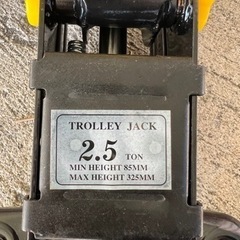 TROLLEY JACK
2.5 TON
MIN HEIGHT 85MM
MAX HEIGHT 325MM